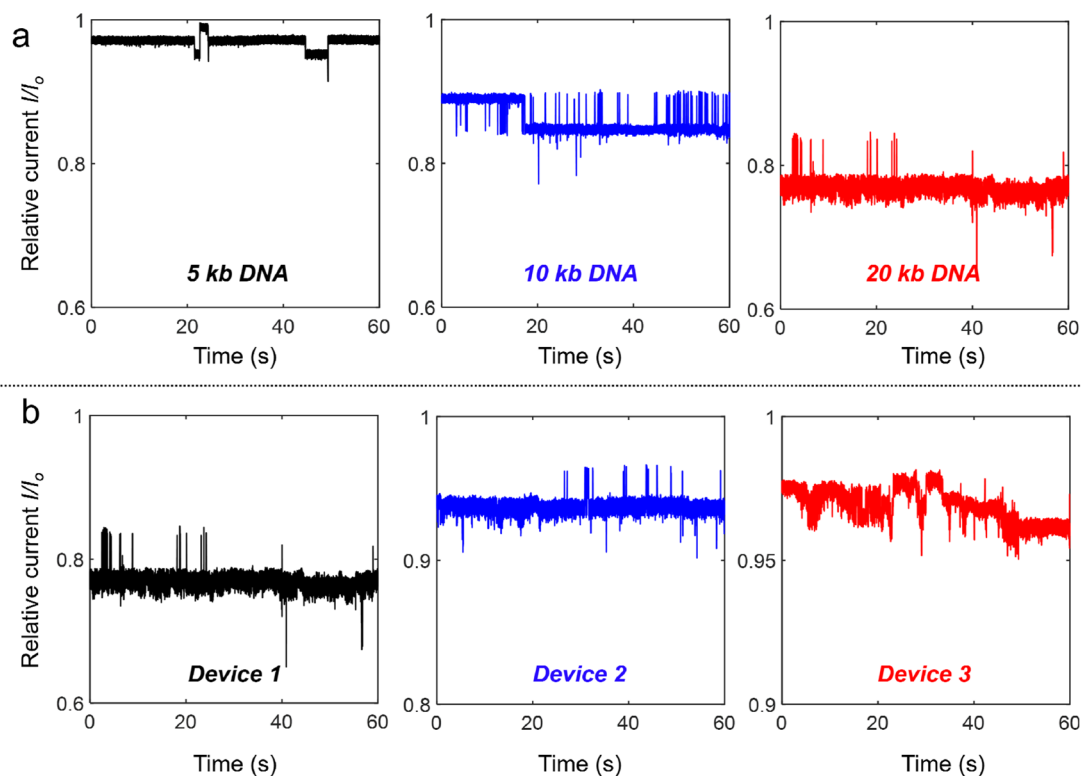 a
Relative current I/Io
1
0.8
0.6
0
20
40
60
Time (s)
5 kb DNA
1
0.8
0.6
0
20
40
60
Time (s)
10 kb DNA
1
0.8
0.6
0
20
40
60
Time (s)
20 kb DNA
b
Relative current I/Io
1
0.8
0.6
0
20
40
60
Time (s)
Device 1
1
0.9
0.8
0
20
40
60
Time (s)
Device 2
1
0.95
0.9
0
20
40
60
Time (s)
Device 3